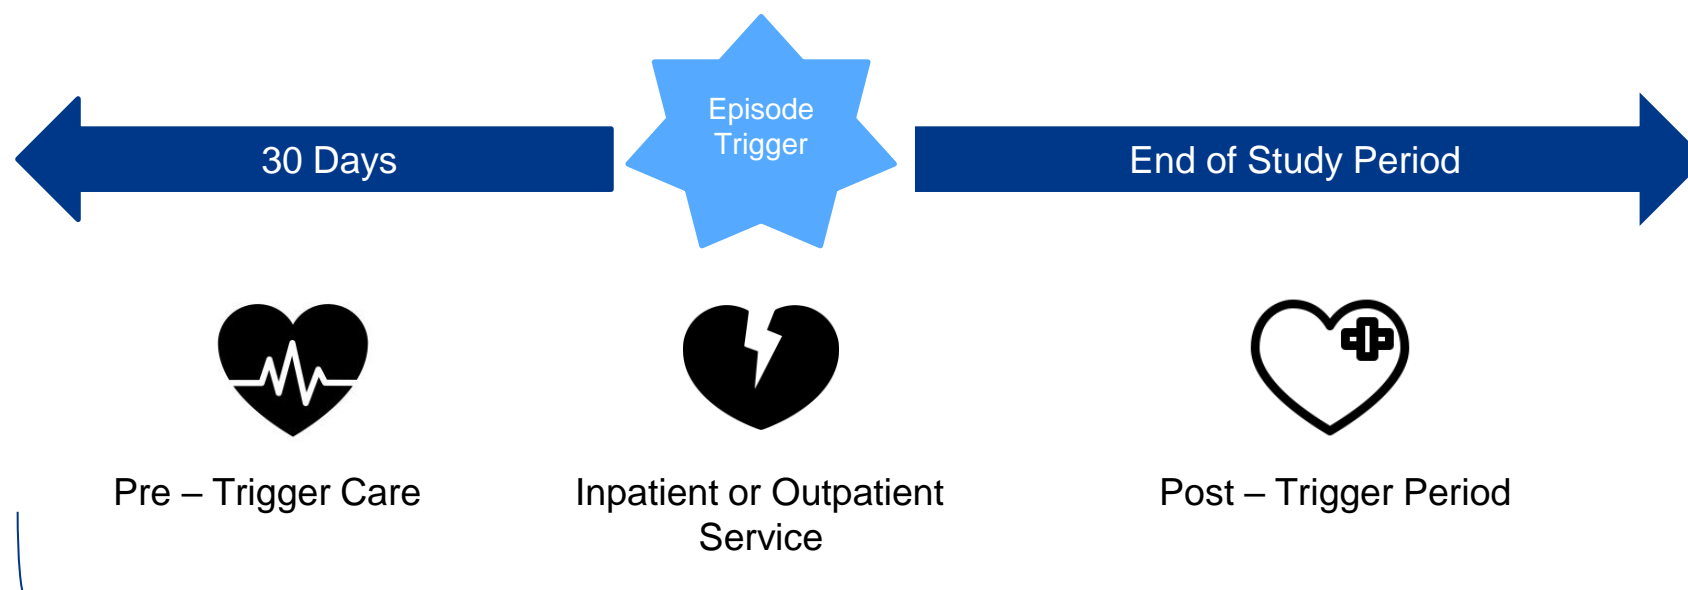 Episode
Trigger
30 Days
End of Study Period
Pre – Trigger Care
Inpatient or Outpatient
Service
Post – Trigger Period